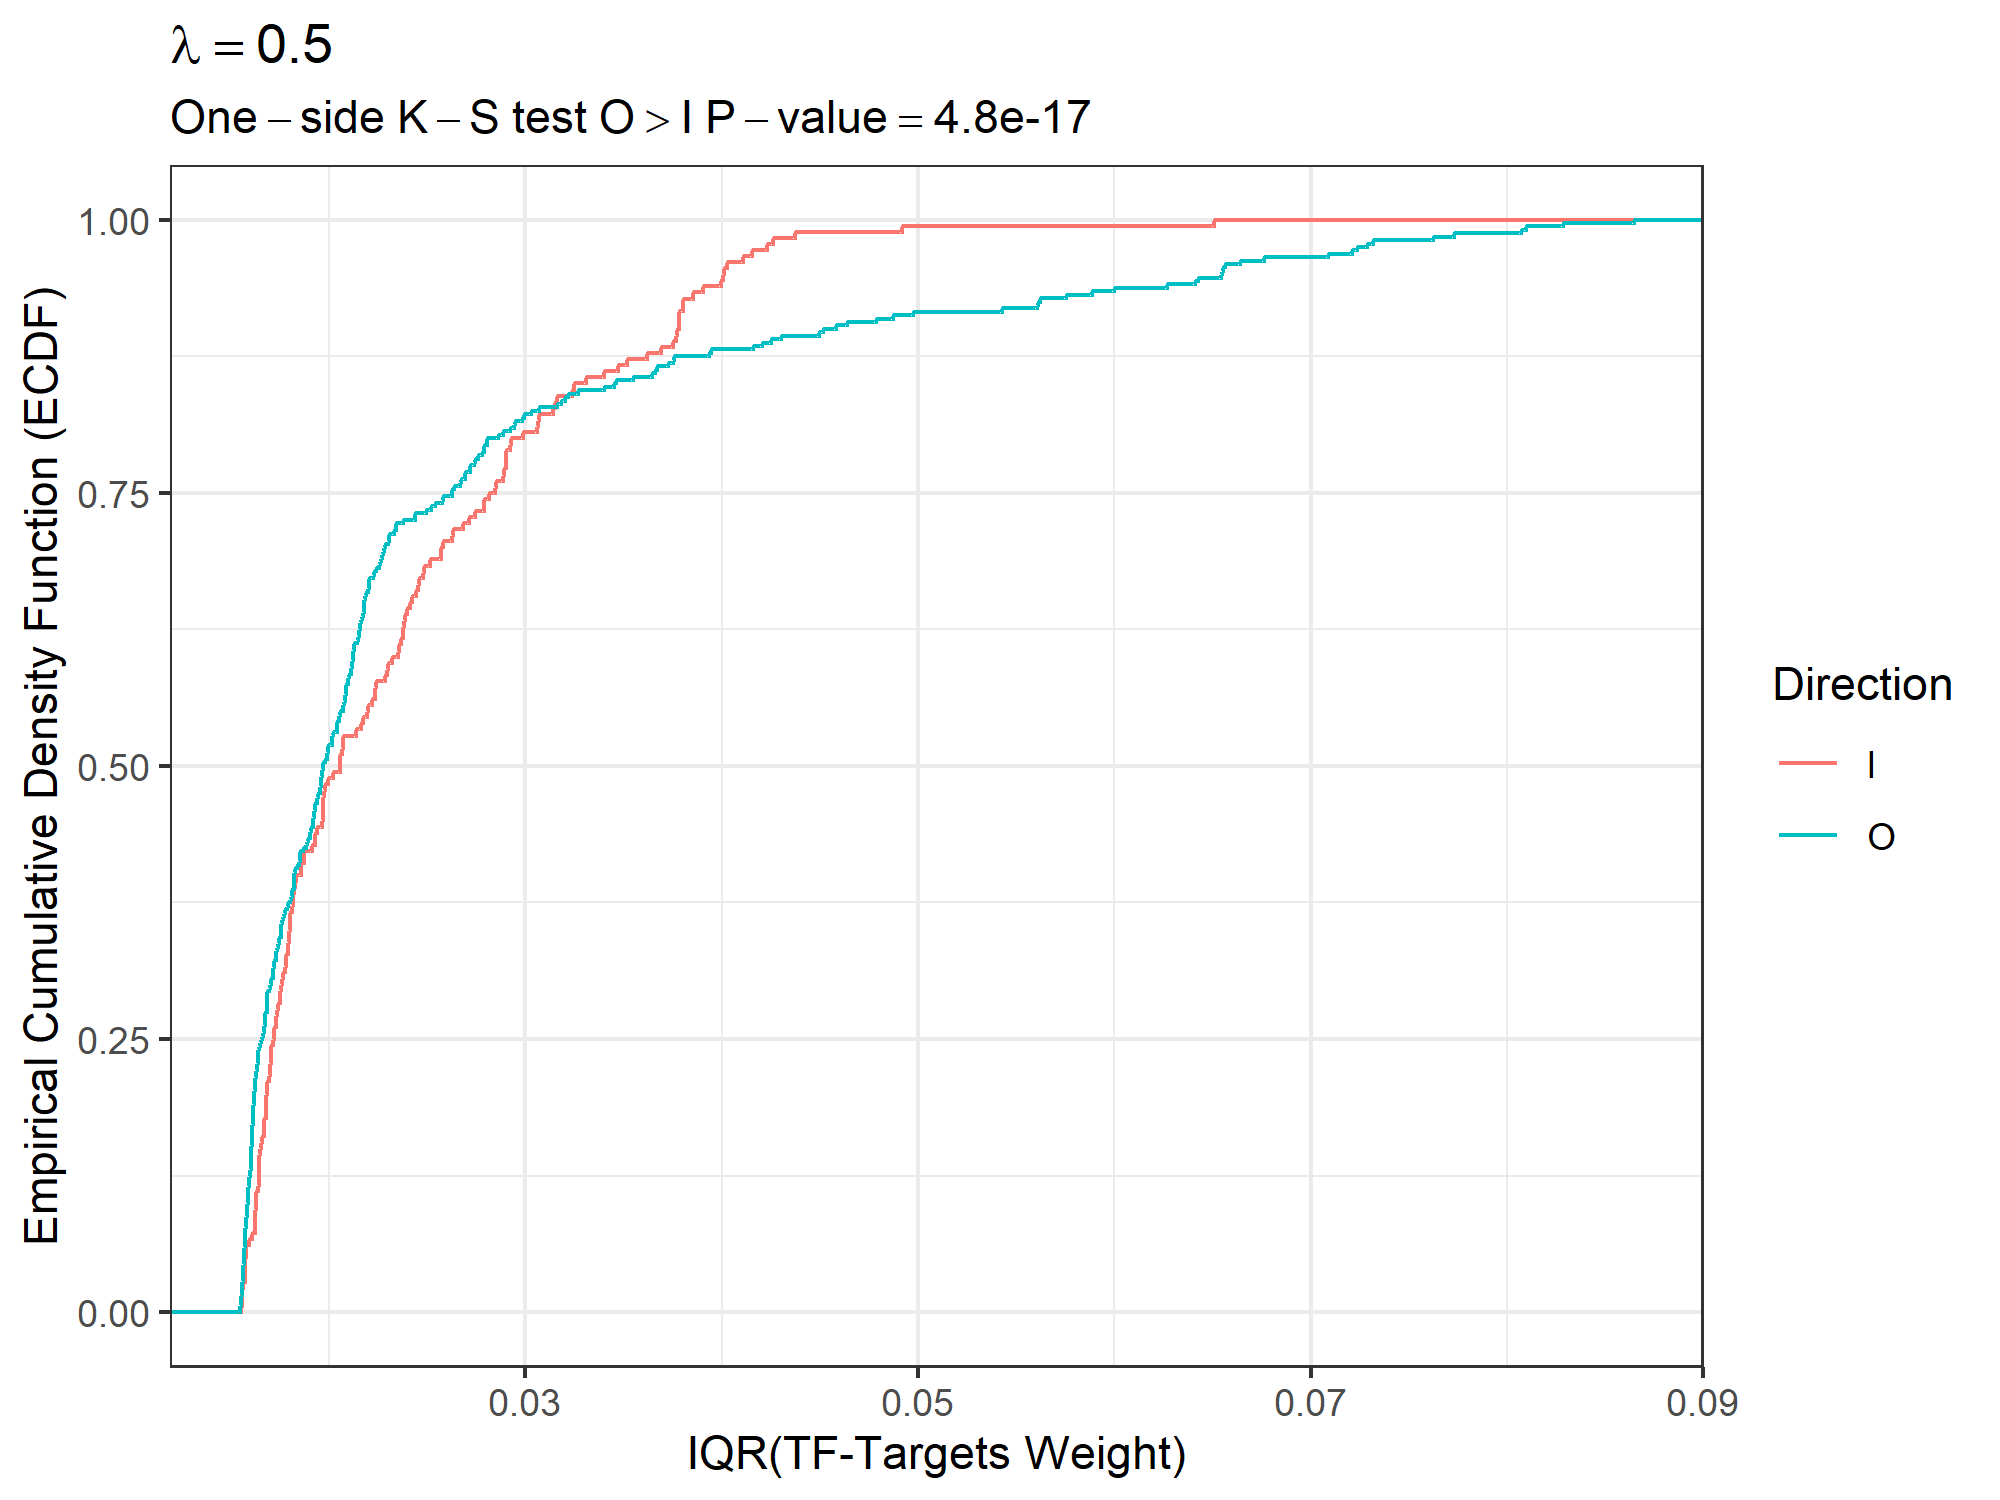 λ = 0.5
One − side K − S test O > I P − value = 4.8e-17
Empirical Cumulative Density Function (ECDF)
1.00
0.75
0.50
0.25
0.00
0.03
0.05
0.07
0.09
IQR(TF-Targets Weight)
Direction
I
O